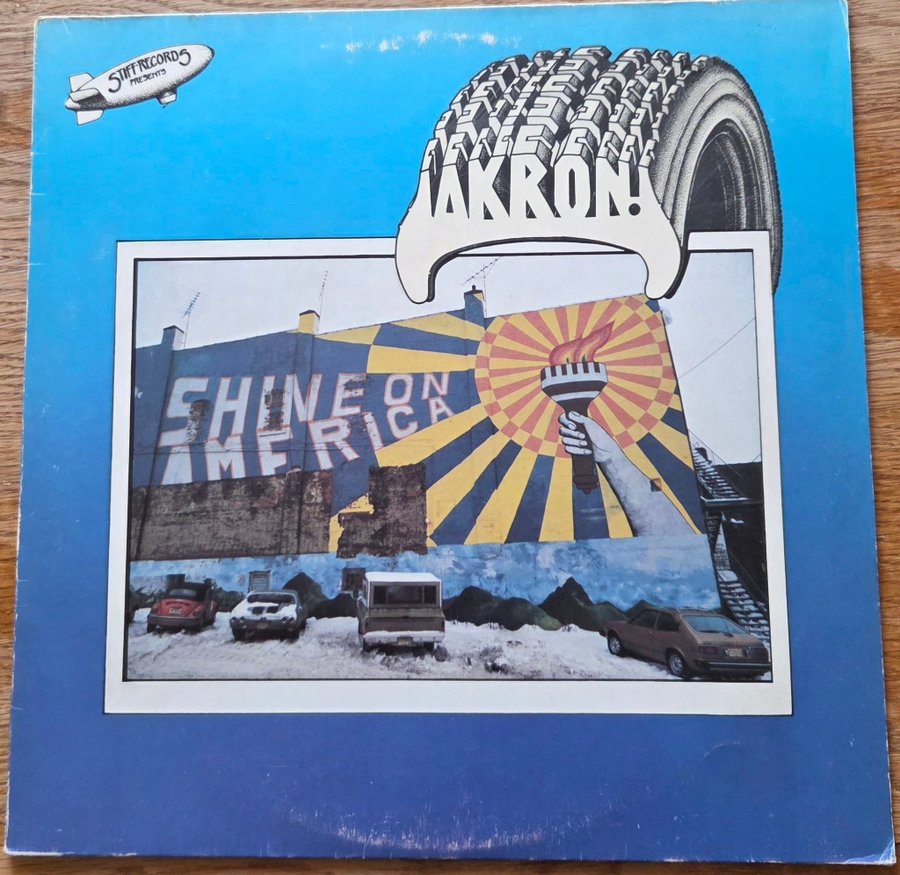 STIFF-RECORDS
PRESENTS
AKRON!
SHINE ON
AMERICA